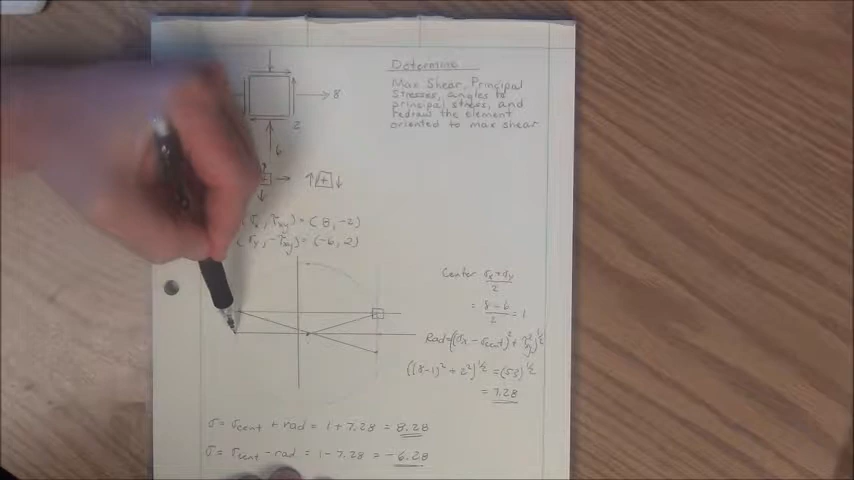 Determine
Max Shear, Principal
Stresses, angles to
principal stress, and
redraw the element
oriented to max shear
8
2
6
(σx, τxy) = (8, -2)
(σy, -τxy) = (-6, 2)
Center σx+σy
2
= 8-6
2 = 1
Rad = ((σx - σcent)² + τxy²)^½
((8-1)² + 2²)^½ = (53)^½
= 7.28
σ = σcent + rad = 1 + 7.28 = 8.28
σ = σcent - rad = 1 - 7.28 = -6.28